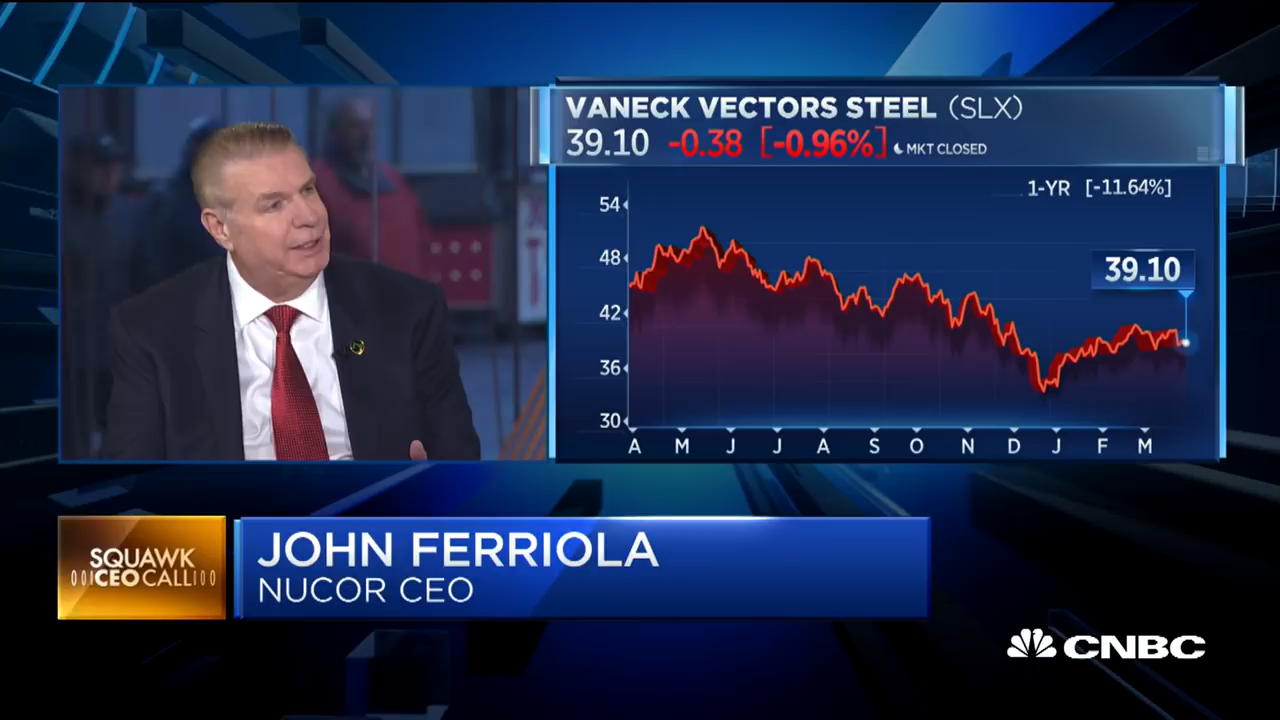 VANECK VECTORS STEEL (SLX)
39.10 -0.38 [-0.96%] MKT CLOSED
1-YR [-11.64%]
54
48
42
36
30
39.10
A M J J A S O N D J F M
SQUAWK
CEO CALL
JOHN FERRIOLA
NUCOR CEO
CNBC